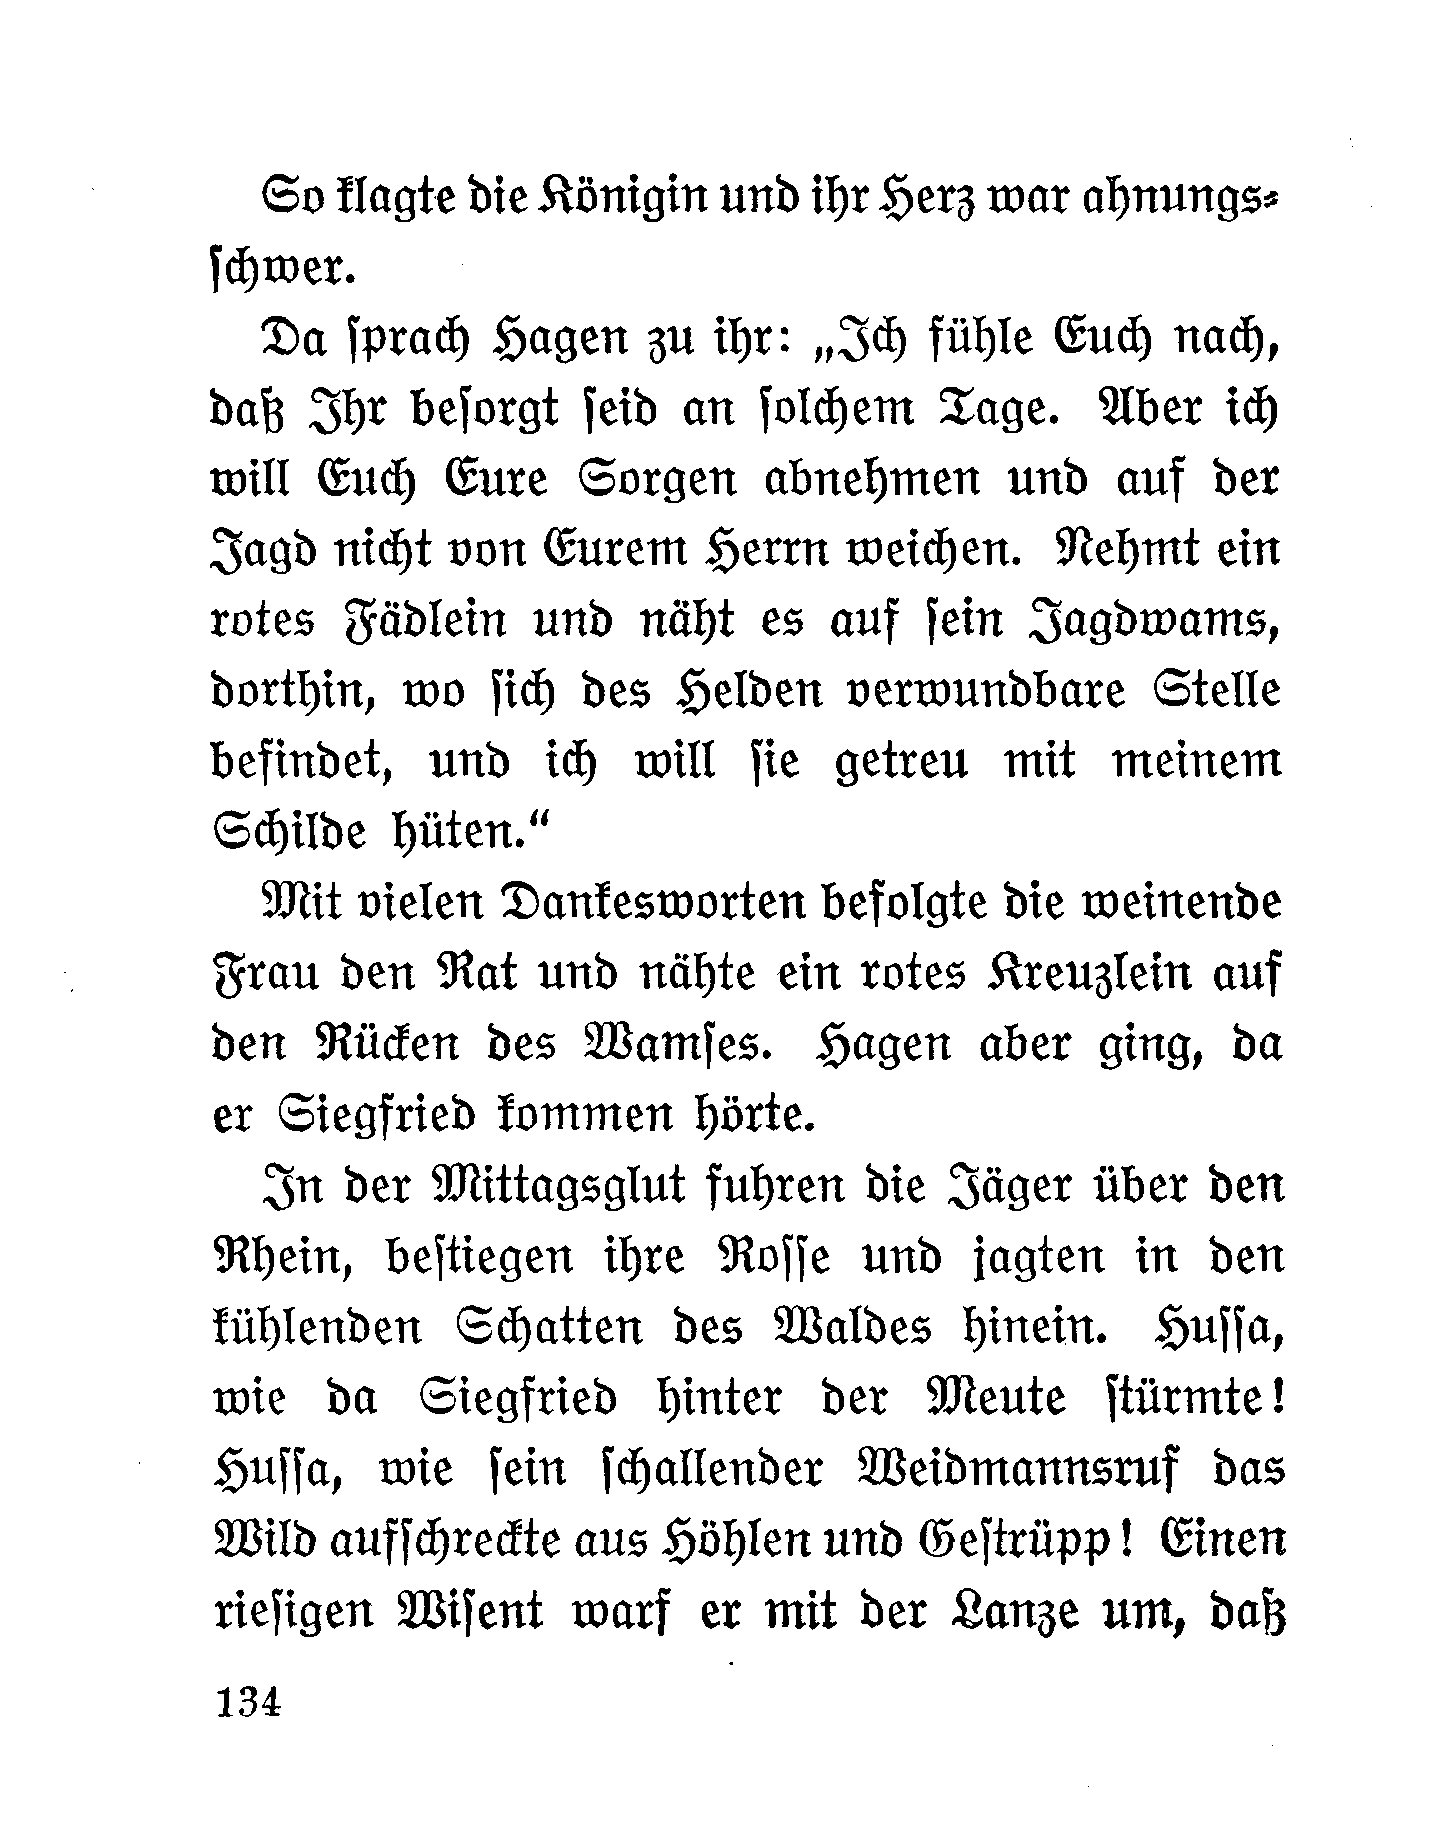 So klagte die Königin und ihr Herz war ahnungs-
schwer.
Da sprach Hagen zu ihr: „Ich fühle Euch nach,
daß Ihr besorgt seid an solchem Tage. Aber ich
will Euch Eure Sorgen abnehmen und auf der
Jagd nicht von Eurem Herrn weichen. Nehmt ein
rotes Fädlein und näht es auf sein Jagdwams,
dorthin, wo sich des Helden verwundbare Stelle
befindet, und ich will sie getreu mit meinem
Schilde hüten.“
Mit vielen Dankesworten befolgte die weinende
Frau den Rat und nähte ein rotes Kreuzlein auf
den Rücken des Wamses. Hagen aber ging, da
er Siegfried kommen hörte.
In der Mittagsglut fuhren die Jäger über den
Rhein, bestiegen ihre Rosse und jagten in den
kühlenden Schatten des Waldes hinein. Hussa,
wie da Siegfried hinter der Meute stürmte!
Hussa, wie sein schallender Weidmannsruf das
Wild aufschreckte aus Höhlen und Gestrüpp! Einen
riesigen Wisent warf er mit der Lanze um, daß
134